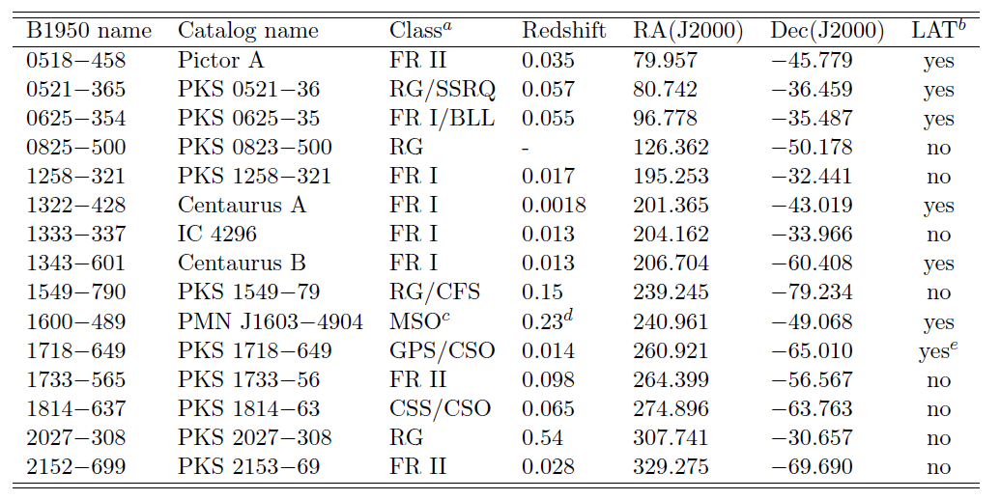 B1950 name Catalog name Classᵃ Redshift RA(J2000) Dec(J2000) LATᵇ
0518−458 Pictor A FR II 0.035 79.957 −45.779 yes
0521−365 PKS 0521−36 RG/SSRQ 0.057 80.742 −36.459 yes
0625−354 PKS 0625−35 FR I/BLL 0.055 96.778 −35.487 yes
0825−500 PKS 0823−500 RG - 126.362 −50.178 no
1258−321 PKS 1258−321 FR I 0.017 195.253 −32.441 no
1322−428 Centaurus A FR I 0.0018 201.365 −43.019 yes
1333−337 IC 4296 FR I 0.013 204.162 −33.966 no
1343−601 Centaurus B FR I 0.013 206.704 −60.408 yes
1549−790 PKS 1549−79 RG/CFS 0.15 239.245 −79.234 no
1600−489 PMN J1603−4904 MSOᶜ 0.23ᵈ 240.961 −49.068 yes
1718−649 PKS 1718−649 GPS/CSO 0.014 260.921 −65.010 yesᵉ
1733−565 PKS 1733−56 FR II 0.098 264.399 −56.567 no
1814−637 PKS 1814−63 CSS/CSO 0.065 274.896 −63.763 no
2027−308 PKS 2027−308 RG 0.54 307.741 −30.657 no
2152−699 PKS 2153−69 FR II 0.028 329.275 −69.690 no